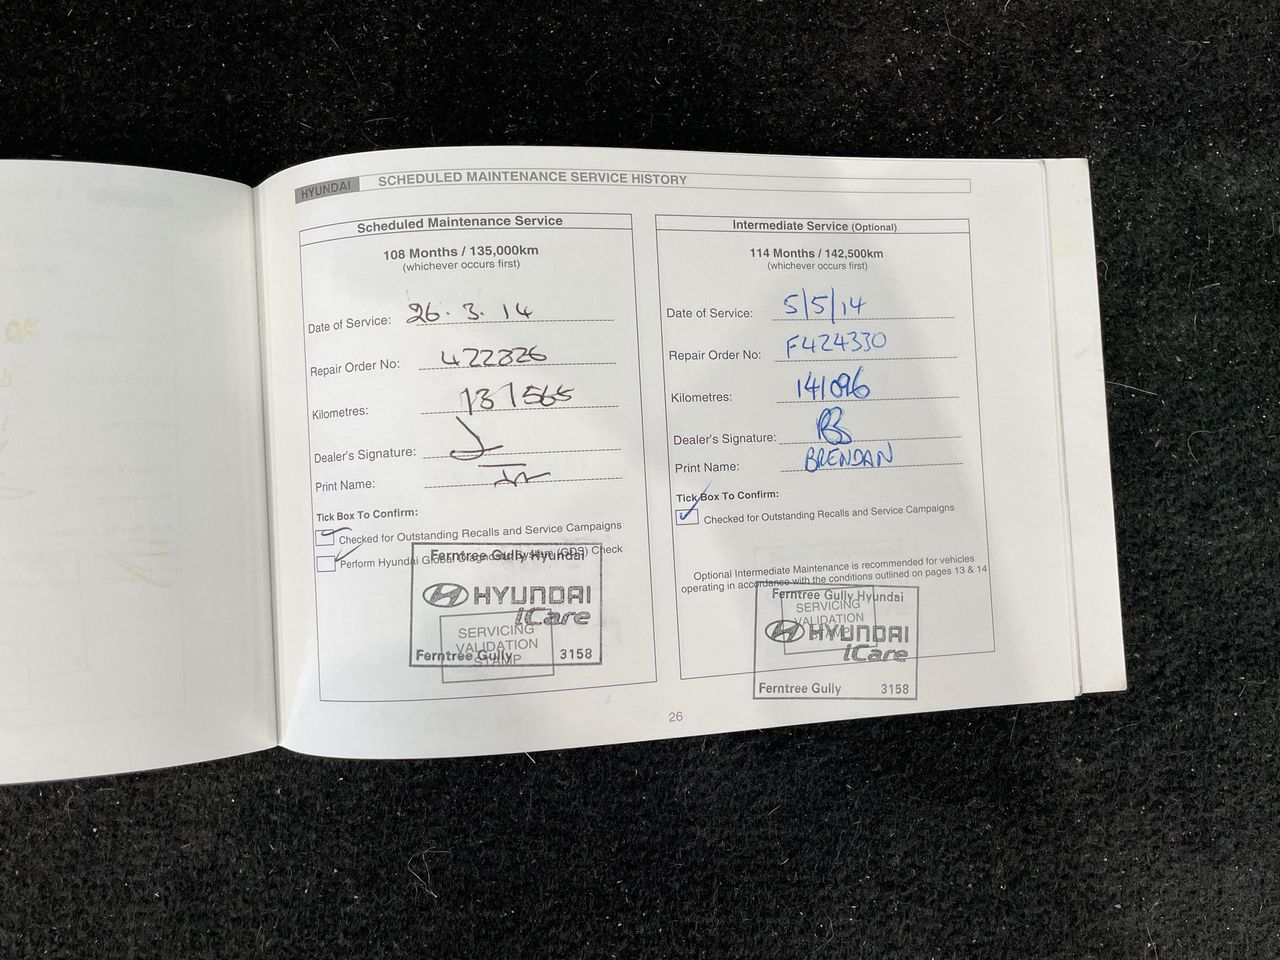 HYUNDAI
SCHEDULED MAINTENANCE SERVICE HISTORY
Scheduled Maintenance Service
108 Months / 135,000km
(whichever occurs first)
Date of Service: 26.3.14
Repair Order No: 422826
Kilometres: 131565
Dealer's Signature:
Print Name:
Tick Box To Confirm:
Checked for Outstanding Recalls and Service Campaigns
Perform Hyundai Global Diagnostic System (GDS) Check
Ferntree Gully Hyundai
HYUNDAI
iCare
SERVICING
VALIDATION
STAMP
Ferntree Gully 3158
Intermediate Service (Optional)
114 Months / 142,500km
(whichever occurs first)
Date of Service: 5/5/14
Repair Order No: F424330
Kilometres: 141096
Dealer's Signature:
Print Name: BRENDAN
Tick Box To Confirm:
Checked for Outstanding Recalls and Service Campaigns
Optional Intermediate Maintenance is recommended for vehicles
operating in accordance with the conditions outlined on pages 13 & 14
Ferntree Gully Hyundai
SERVICING
VALIDATION
HYUNDAI
iCare
Ferntree Gully 3158
26